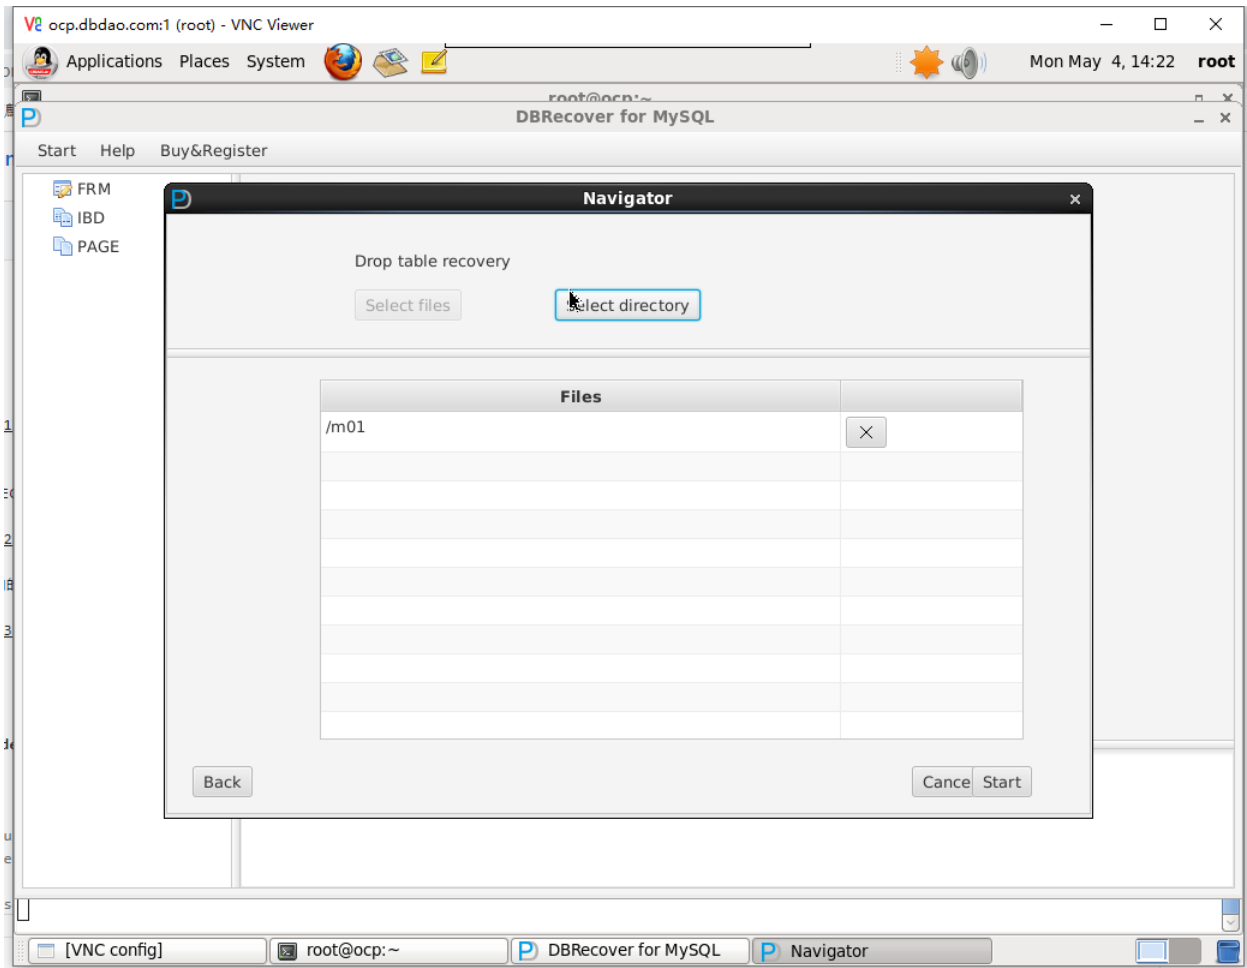 ocp.dbdao.com:1 (root) - VNC Viewer
Applications Places System
Mon May 4, 14:22 root
root@ocp:~
DBRecover for MySQL
Start Help Buy&Register
FRM
IBD
PAGE
Navigator
Drop table recovery
Select files
Select directory
Files
/m01
Back
Cance
Start
[VNC config]
root@ocp:~
DBRecover for MySQL
Navigator